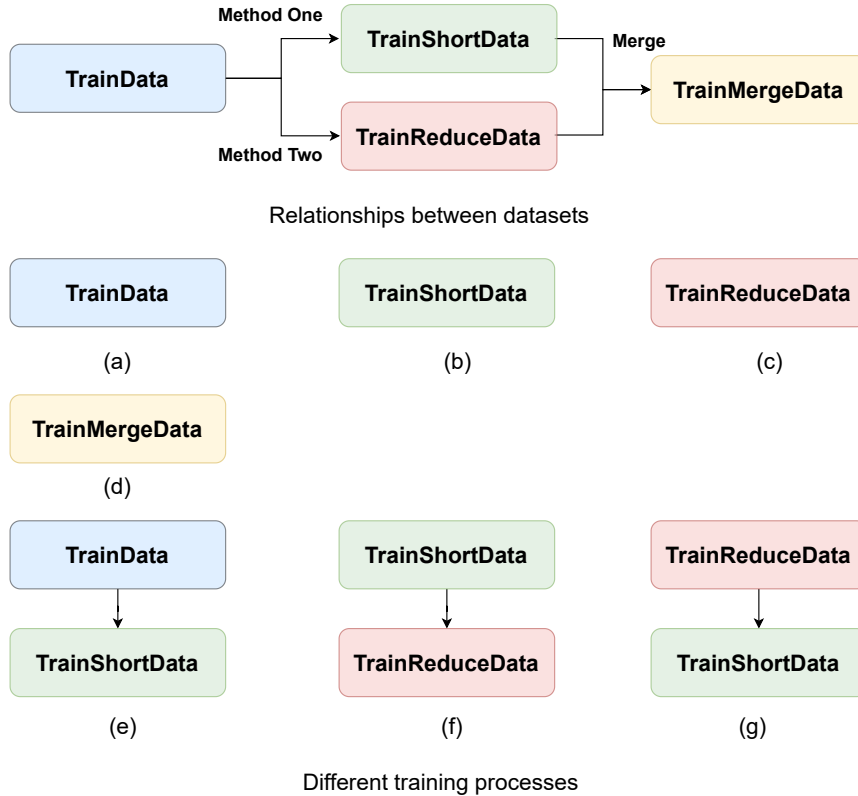 Method One
TrainShortData
Merge
TrainData
TrainMergeData
Method Two
TrainReduceData
Relationships between datasets
TrainData
TrainShortData
TrainReduceData
(a)
(b)
(c)
TrainMergeData
(d)
TrainData
TrainShortData
TrainReduceData
TrainShortData
TrainReduceData
TrainShortData
(e)
(f)
(g)
Different training processes